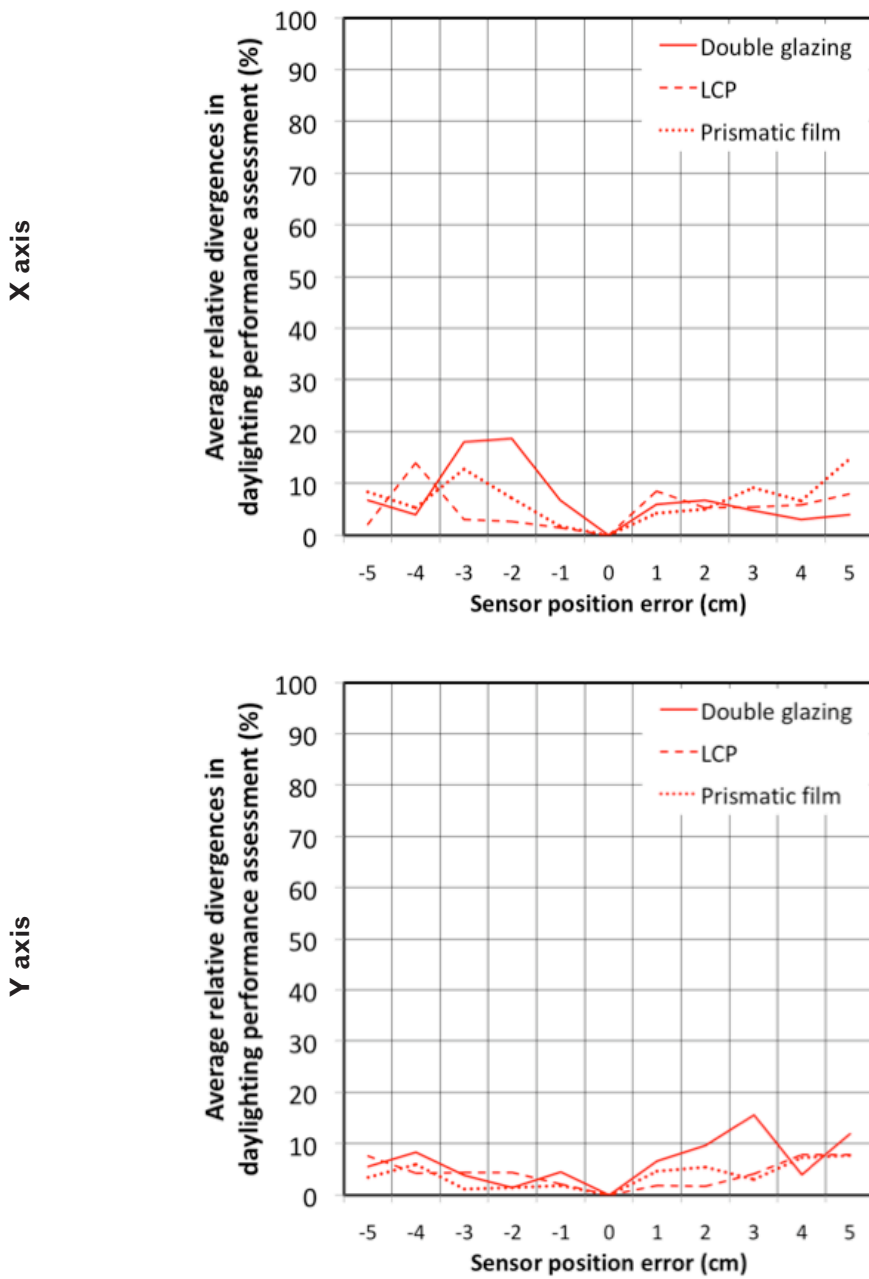 X axis
Average relative divergences in
daylighting performance assessment (%)
100
90
80
70
60
50
40
30
20
10
0
Double glazing
LCP
Prismatic film
-5 -4 -3 -2 -1 0 1 2 3 4 5
Sensor position error (cm)
Y axis
Average relative divergences in
daylighting performance assessment (%)
100
90
80
70
60
50
40
30
20
10
0
Double glazing
LCP
Prismatic film
-5 -4 -3 -2 -1 0 1 2 3 4 5
Sensor position error (cm)